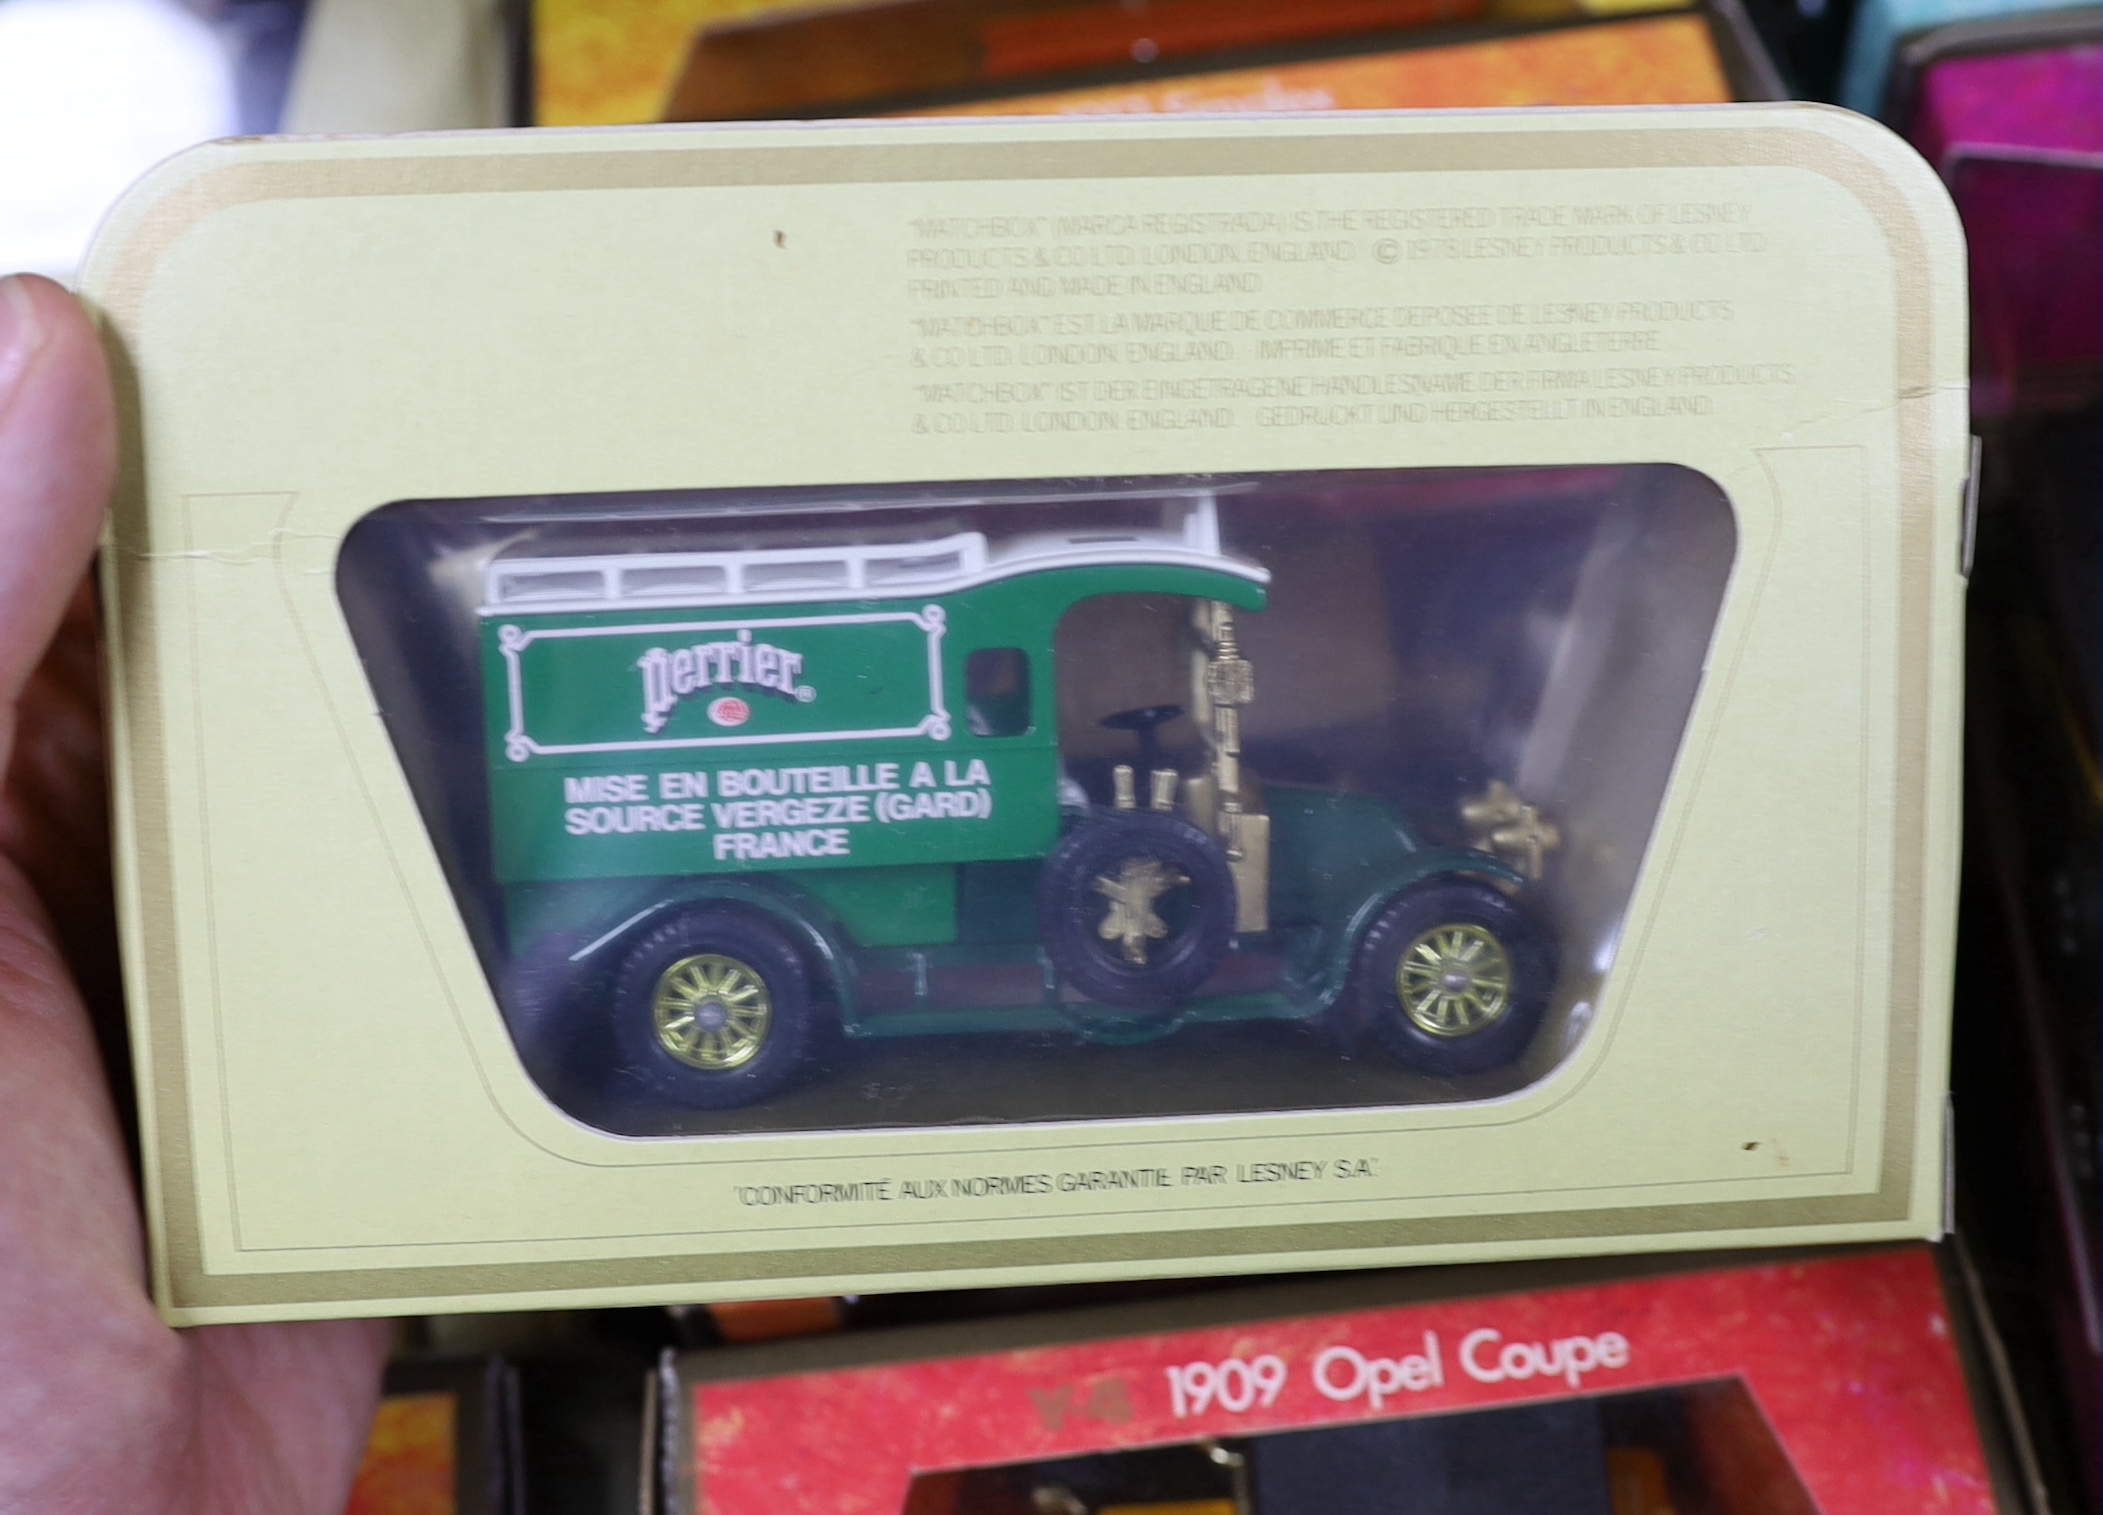 "MATCHBOX" (MARCA REGISTRADA) IS THE REGISTERED TRADE MARK OF LESNEY
PRODUCTS & CO LTD. LONDON, ENGLAND. © 1978 LESNEY PRODUCTS & CO LTD
PRINTED AND MADE IN ENGLAND
"MATCHBOX" EST LA MARQUE DE COMMERCE DEPOSEE DE LESNEY PRODUCTS
& CO LTD. LONDON, ENGLAND. IMPRIME ET FABRIQUE EN ANGLETERRE
"MATCHBOX" IST DER EINGETRAGENE HANDLESNAME DER FIRMA LESNEY PRODUCTS
& CO LTD. LONDON, ENGLAND. GEDRUCKT UND HERGESTELLT IN ENGLAND
perrier®
MISE EN BOUTEILLE A LA
SOURCE VERGEZE (GARD)
FRANCE
"CONFORMITÉ AUX NORMES GARANTIE PAR LESNEY S.A."
Y-4 1909 Opel Coupe